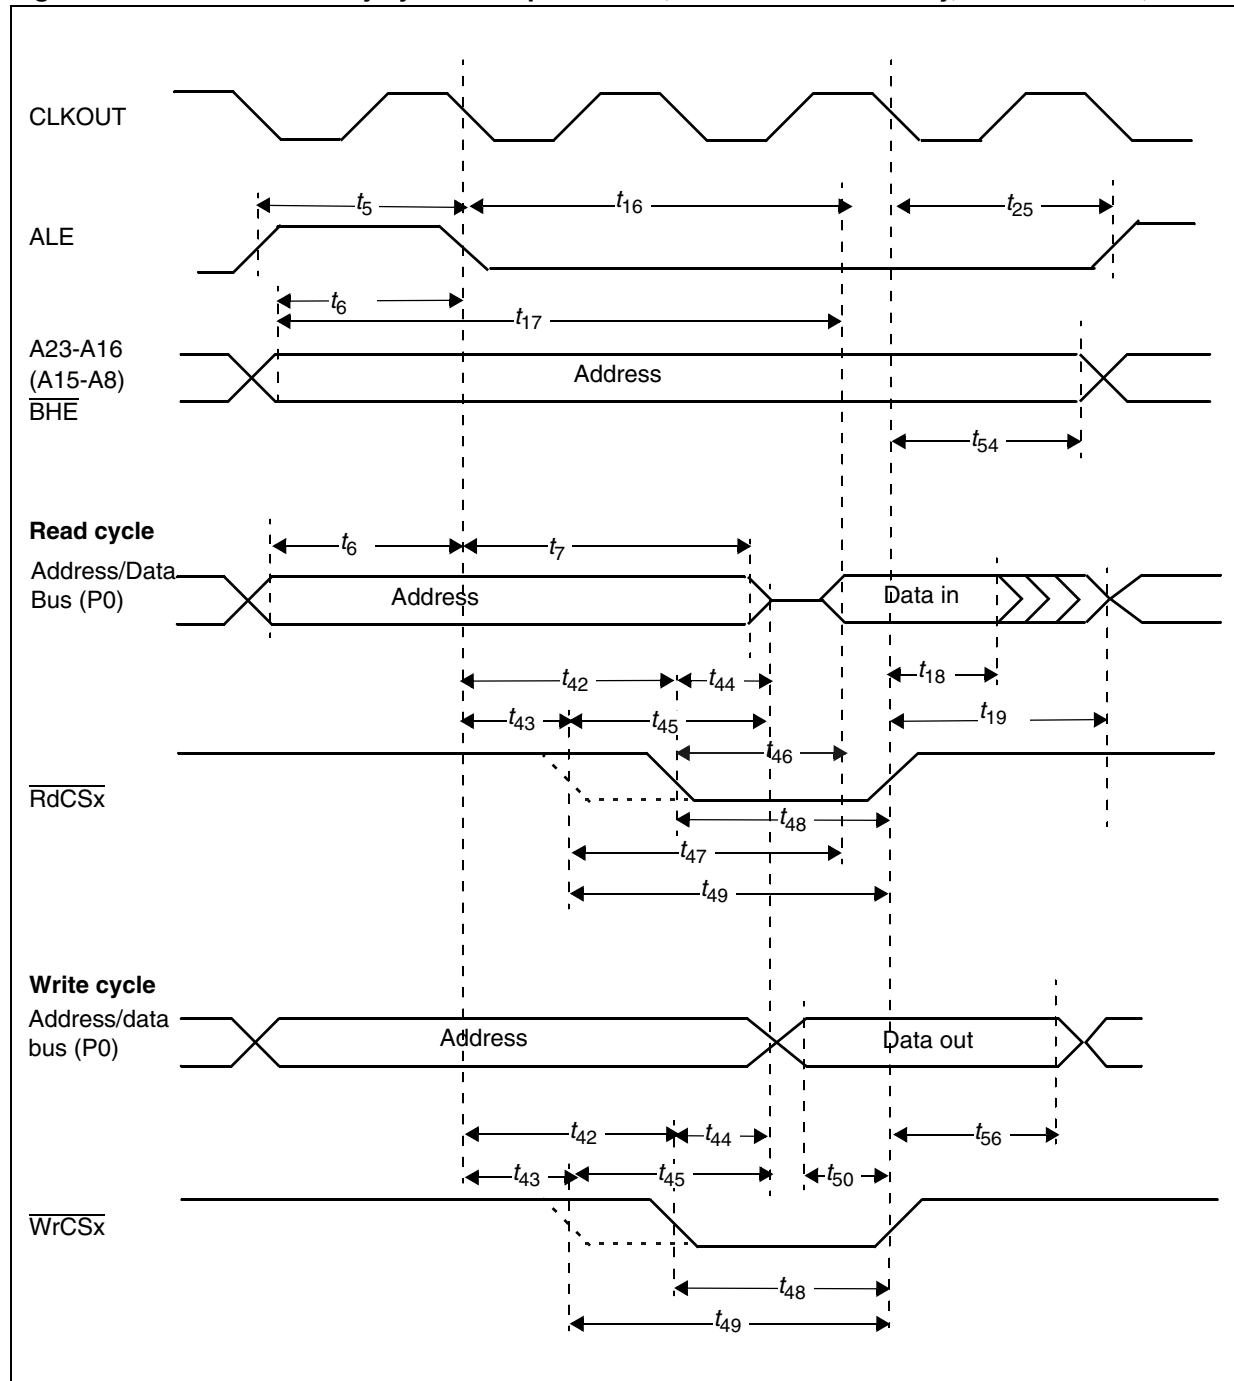 CLKOUT
t5 t16 t25
ALE
t6
t17
A23-A16
(A15-A8) Address
BHE
t54
Read cycle
t6 t7
Address/Data
Bus (P0) Address Data in
t42 t44 t18
t43 t45 t19
t46
RdCSx
t48
t47
t49
Write cycle
Address/data
bus (P0) Address Data out
t42 t44 t56
t43 t45 t50
WrCSx
t48
t49